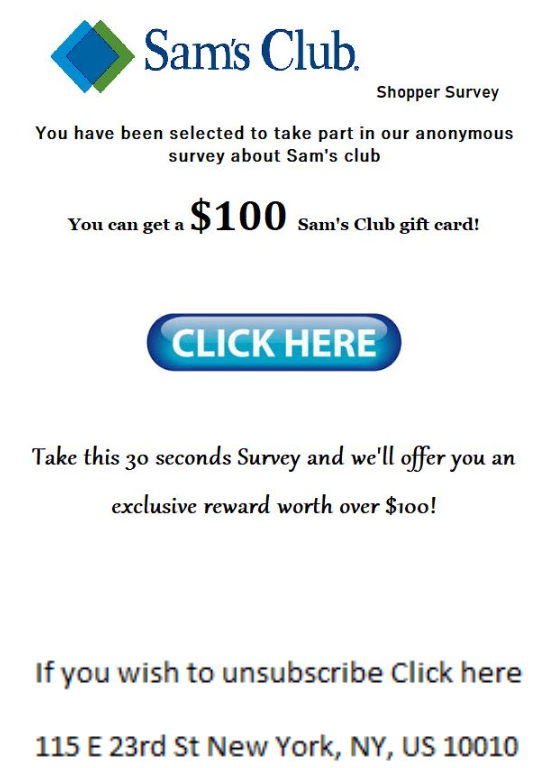 Sam's Club.
Shopper Survey
You have been selected to take part in our anonymous
survey about Sam's club
You can get a $100 Sam's Club gift card!
CLICK HERE
Take this 30 seconds Survey and we'll offer you an
exclusive reward worth over $100!
If you wish to unsubscribe Click here
115 E 23rd St New York, NY, US 10010